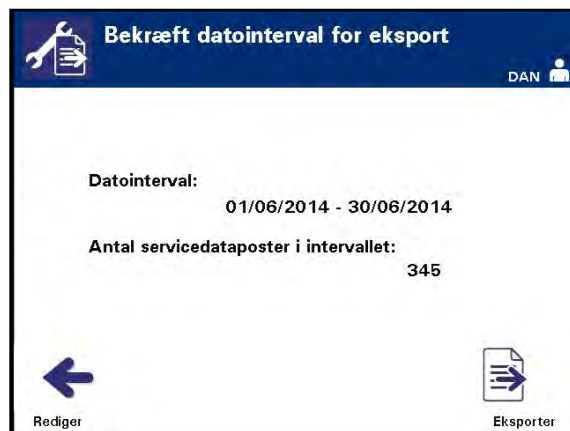 Bekræft datointerval for eksport
DAN
Datointerval:
01/06/2014 - 30/06/2014
Antal servicedataposter i intervallet:
345
Rediger
Eksporter